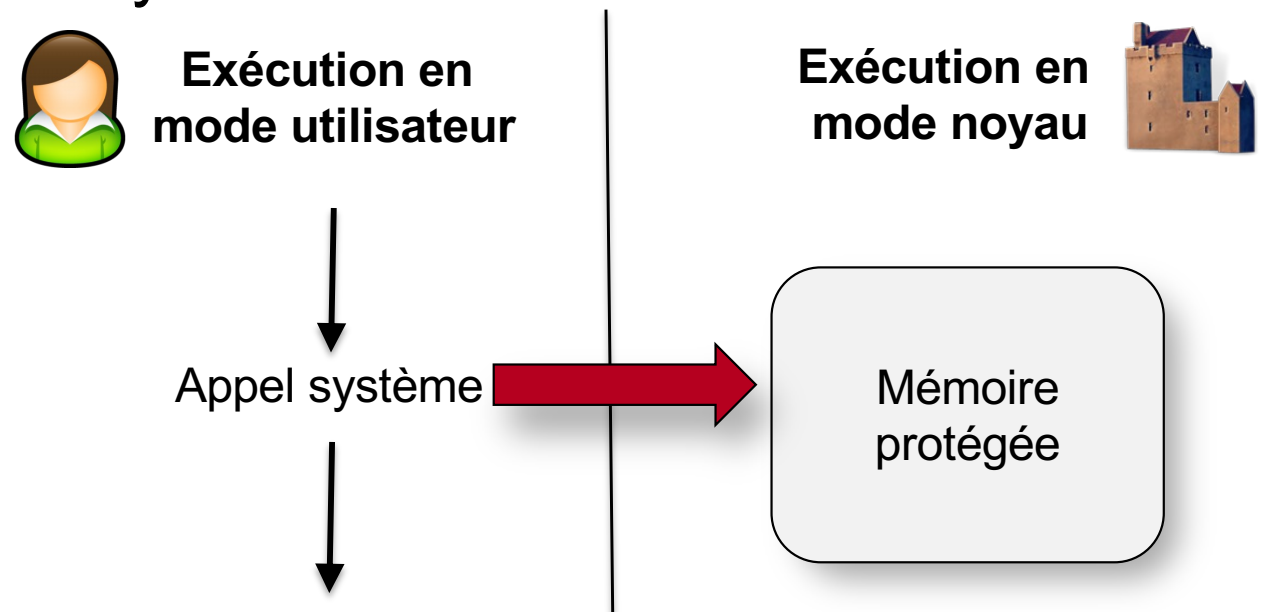 Exécution en
mode utilisateur
Exécution en
mode noyau
Appel système
Mémoire
protégée